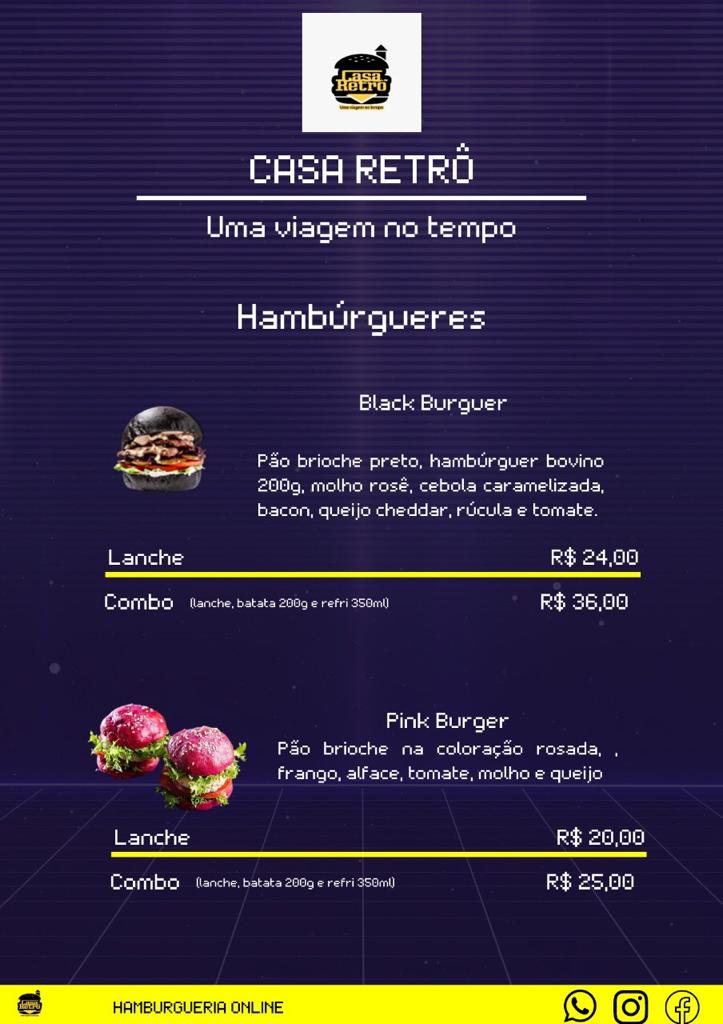 Casa
Retrô
Uma viagem no tempo
CASA RETRÔ
Uma viagem no tempo
Hambúrgueres
Black Burguer
Pão brioche preto, hambúrguer bovino
200g, molho rosê, cebola caramelizada,
bacon, queijo cheddar, rúcula e tomate.
Lanche R$ 24,00
Combo (lanche, batata 200g e refri 350ml) R$ 36,00
Pink Burger
Pão brioche na coloração rosada, ,
frango, alface, tomate, molho e queijo
Lanche R$ 20,00
Combo (lanche, batata 200g e refri 350ml) R$ 25,00
Casa
Retrô
HAMBURGUERIA ONLINE